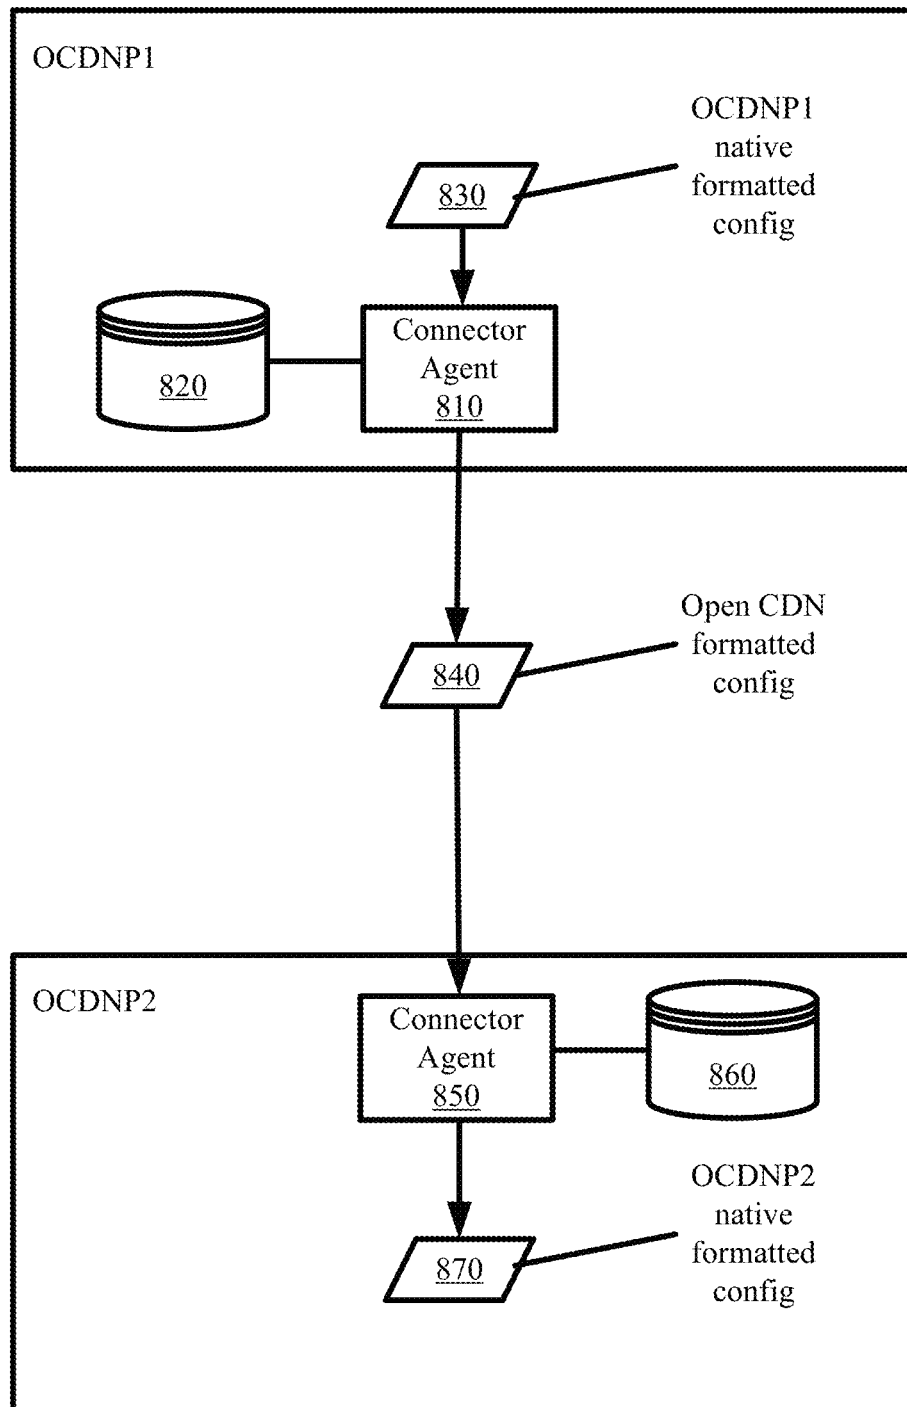 OCDNP1
OCDNP1
native
formatted
config
830
Connector
Agent
810
820
Open CDN
formatted
config
840
OCDNP2
Connector
Agent
850
860
OCDNP2
native
formatted
config
870